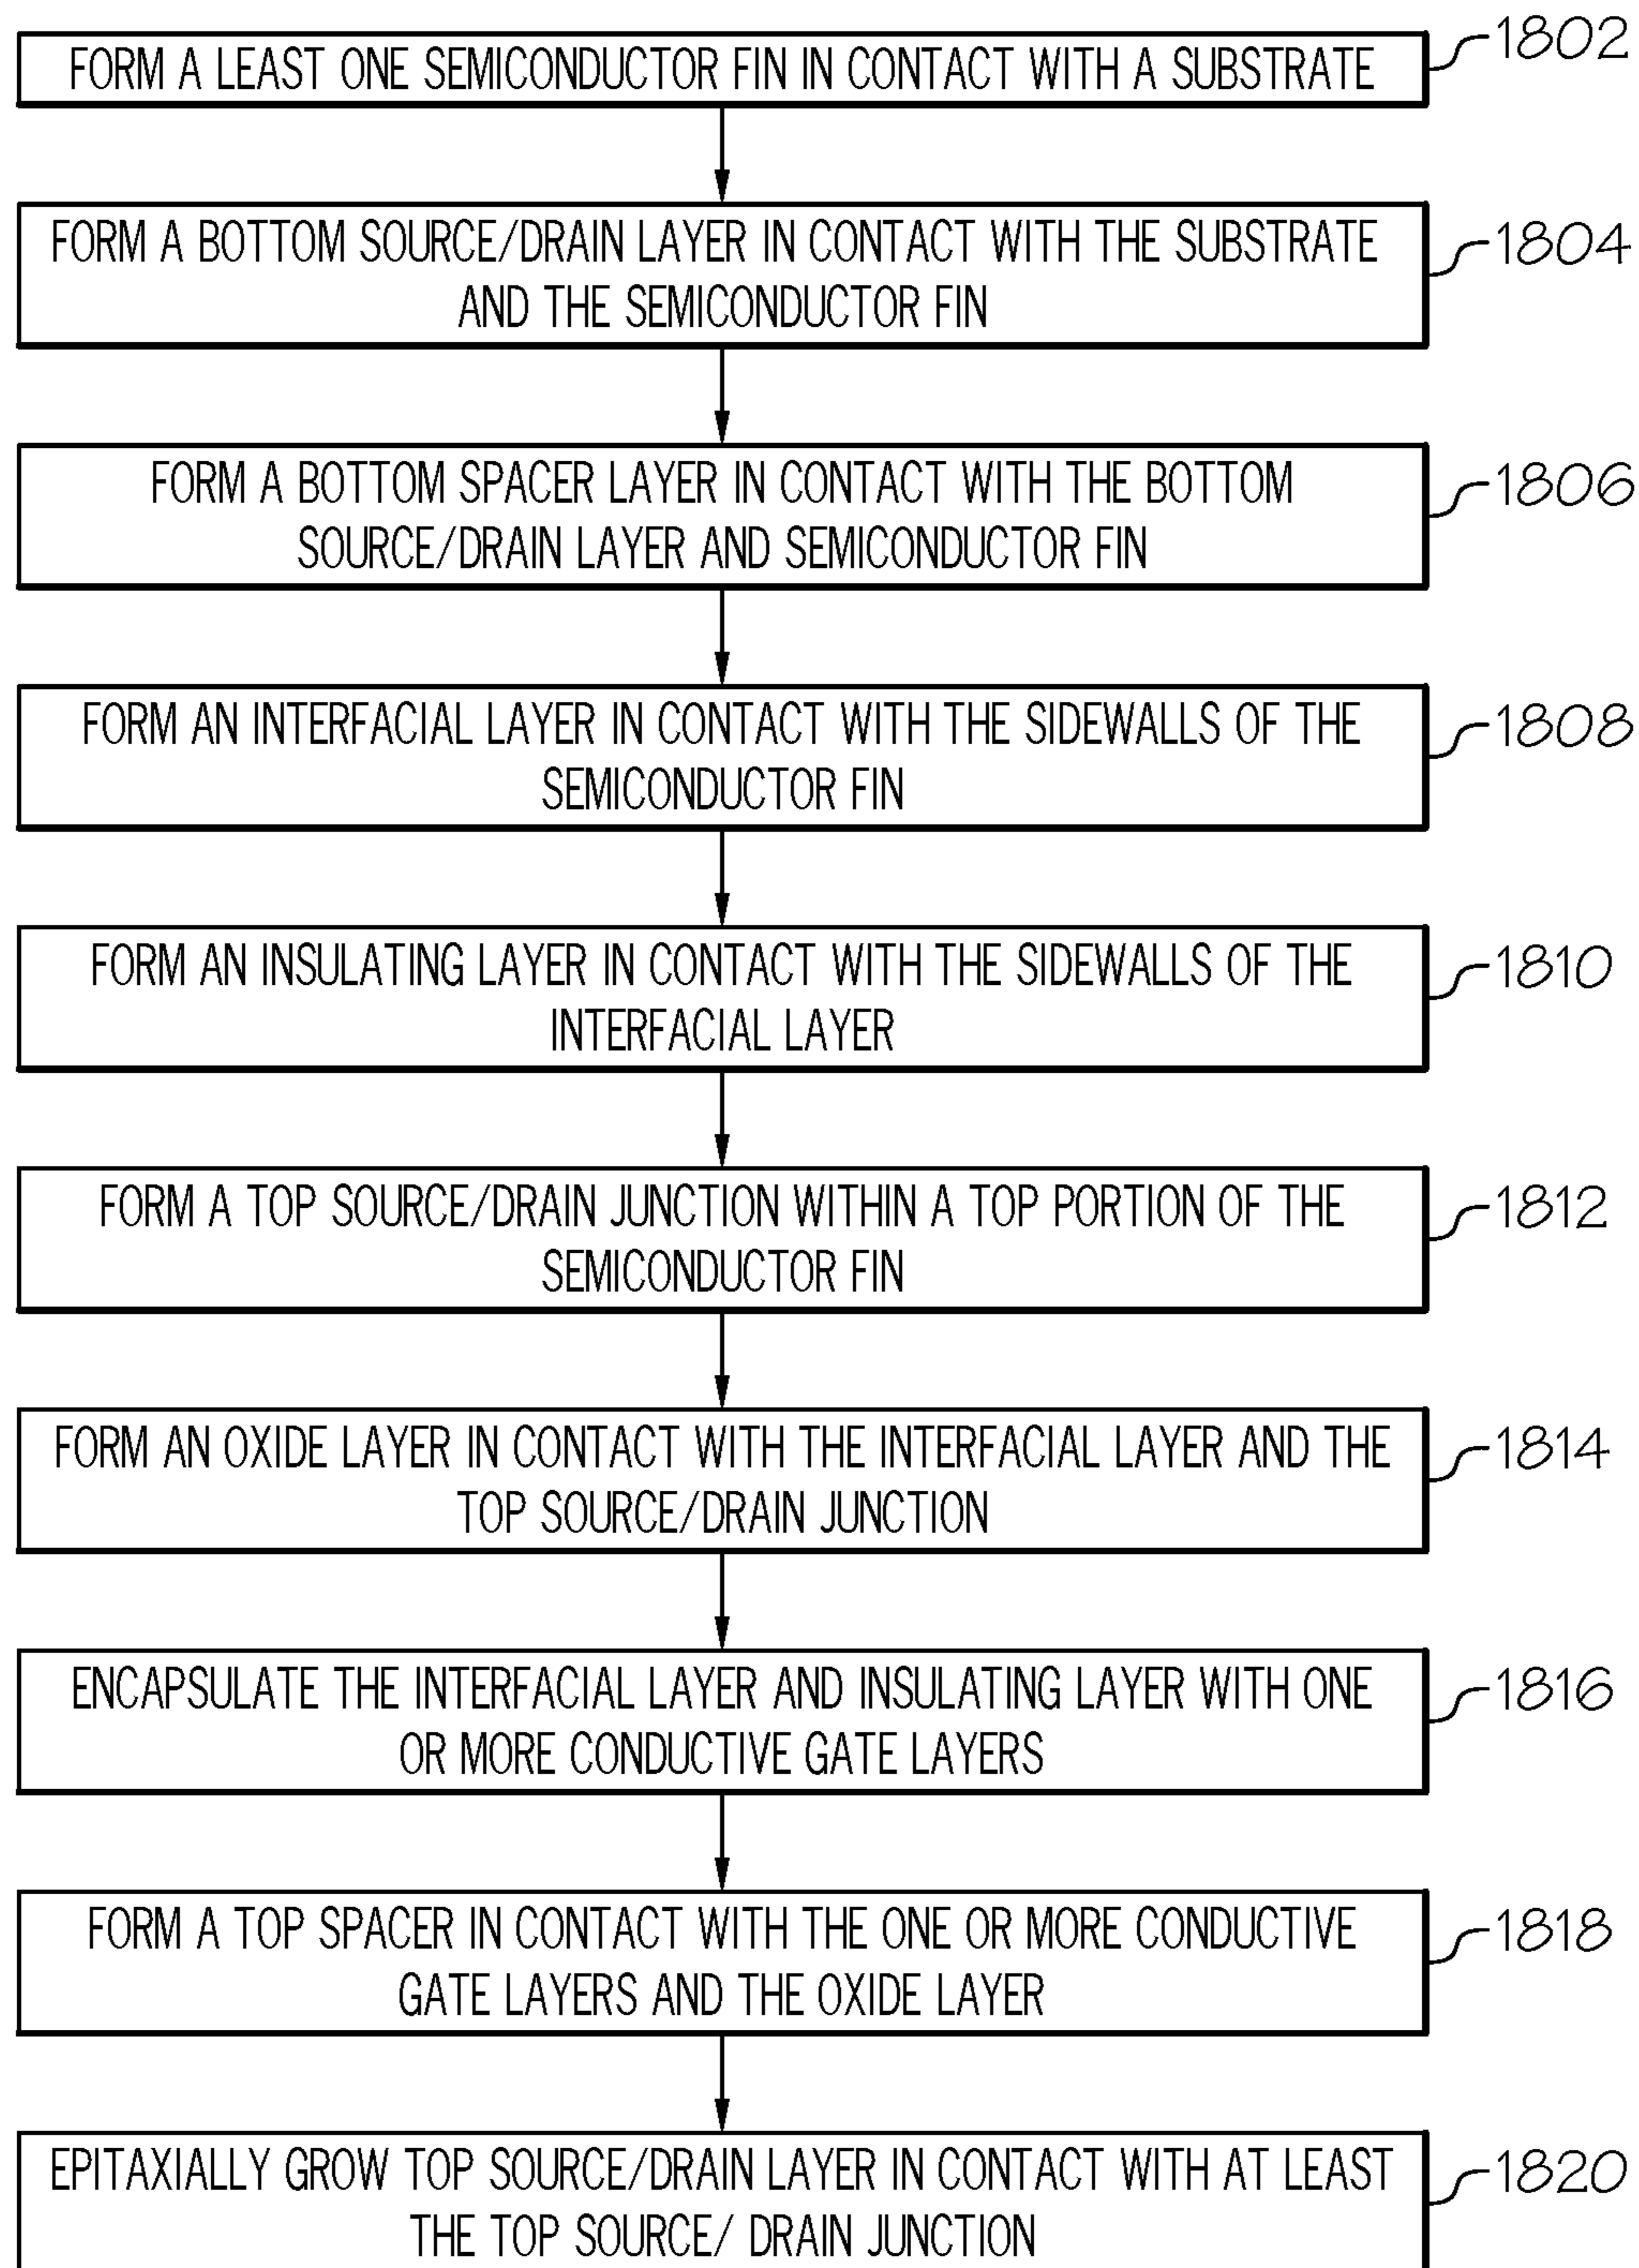 FORM A LEAST ONE SEMICONDUCTOR FIN IN CONTACT WITH A SUBSTRATE
1802
FORM A BOTTOM SOURCE/DRAIN LAYER IN CONTACT WITH THE SUBSTRATE
AND THE SEMICONDUCTOR FIN
1804
FORM A BOTTOM SPACER LAYER IN CONTACT WITH THE BOTTOM
SOURCE/DRAIN LAYER AND SEMICONDUCTOR FIN
1806
FORM AN INTERFACIAL LAYER IN CONTACT WITH THE SIDEWALLS OF THE
SEMICONDUCTOR FIN
1808
FORM AN INSULATING LAYER IN CONTACT WITH THE SIDEWALLS OF THE
INTERFACIAL LAYER
1810
FORM A TOP SOURCE/DRAIN JUNCTION WITHIN A TOP PORTION OF THE
SEMICONDUCTOR FIN
1812
FORM AN OXIDE LAYER IN CONTACT WITH THE INTERFACIAL LAYER AND THE
TOP SOURCE/DRAIN JUNCTION
1814
ENCAPSULATE THE INTERFACIAL LAYER AND INSULATING LAYER WITH ONE
OR MORE CONDUCTIVE GATE LAYERS
1816
FORM A TOP SPACER IN CONTACT WITH THE ONE OR MORE CONDUCTIVE
GATE LAYERS AND THE OXIDE LAYER
1818
EPITAXIALLY GROW TOP SOURCE/DRAIN LAYER IN CONTACT WITH AT LEAST
THE TOP SOURCE/ DRAIN JUNCTION
1820